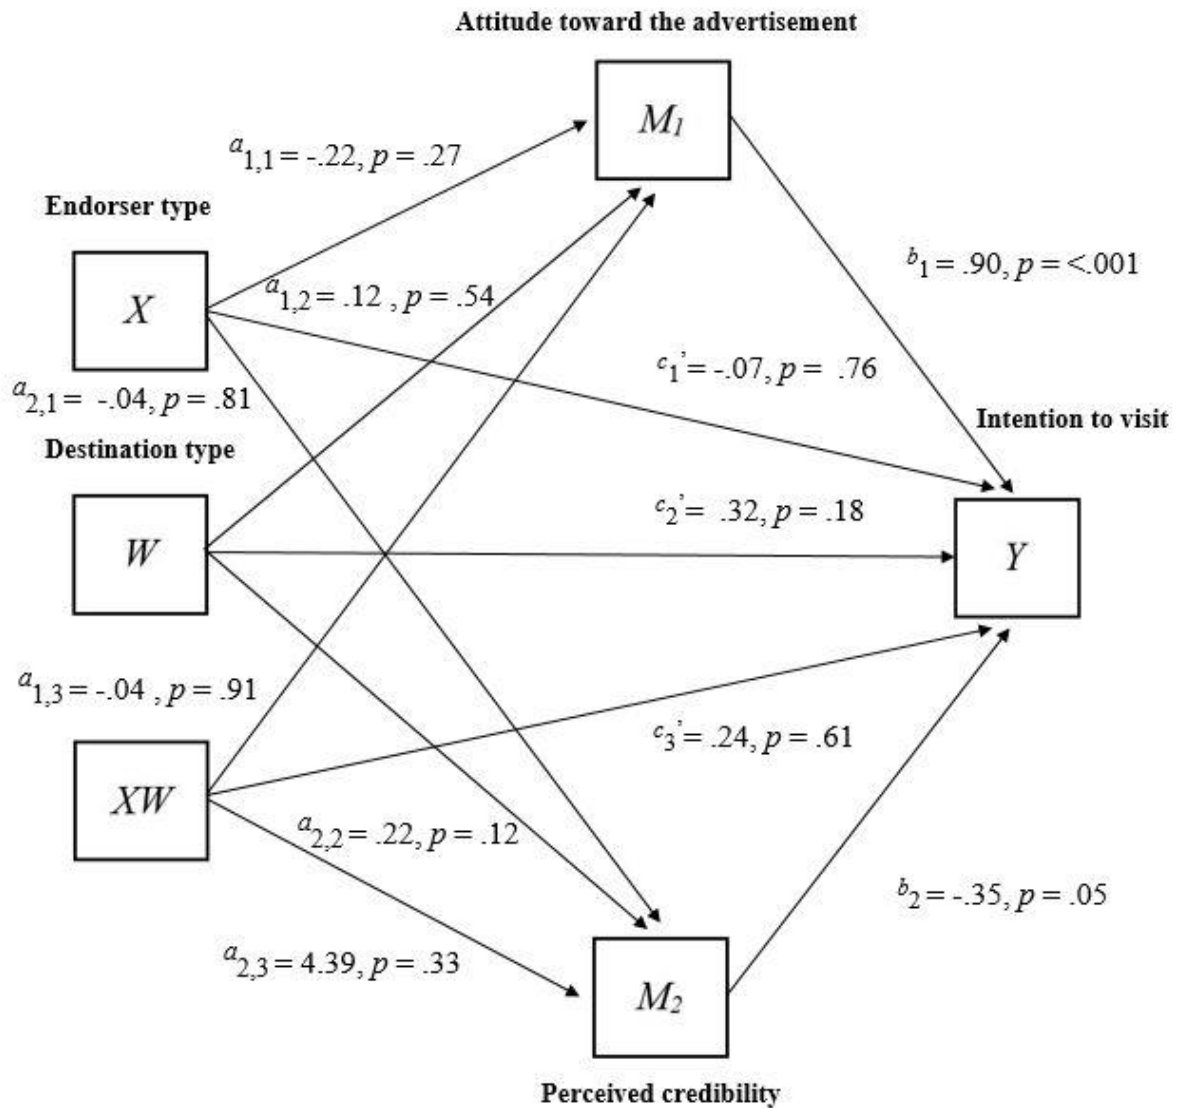 Attitude toward the advertisement
M₁
a₁,₁ = -.22, p = .27
Endorser type
X
a₁,₂ = .12 , p = .54
b₁ = .90, p = <.001
c₁’= -.07, p = .76
a₂,₁ = -.04, p = .81
Intention to visit
Destination type
W
c₂’= .32, p = .18
Y
a₁,₃ = -.04 , p = .91
c₃’= .24, p = .61
XW
a₂,₂ = .22, p = .12
b₂ = -.35, p = .05
a₂,₃ = 4.39, p = .33
M₂
Perceived credibility